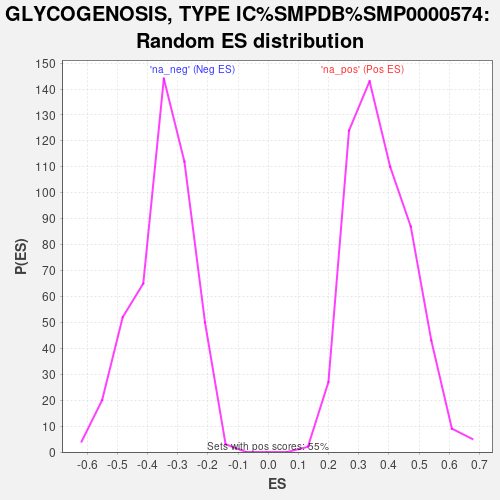 GLYCOGENOSIS, TYPE IC%SMPDB%SMP0000574:
Random ES distribution
'na_neg' (Neg ES)
'na_pos' (Pos ES)
P(ES)
150
140
130
120
110
100
90
80
70
60
50
40
30
20
10
0
Sets with pos scores: 55%
-0.6 -0.5 -0.4 -0.3 -0.2 -0.1 0.0 0.1 0.2 0.3 0.4 0.5 0.6 0.7
ES